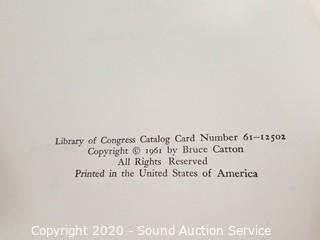 Library of Congress Catalog Card Number 61–12502
Copyright © 1961 by Bruce Catton
All Rights Reserved
Printed in the United States of America
Copyright 2020 - Sound Auction Service